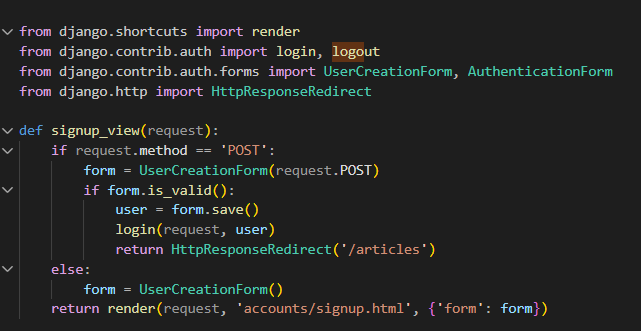 from django.shortcuts import render
from django.contrib.auth import login, logout
from django.contrib.auth.forms import UserCreationForm, AuthenticationForm
from django.http import HttpResponseRedirect

def signup_view(request):
    if request.method == 'POST':
        form = UserCreationForm(request.POST)
        if form.is_valid():
            user = form.save()
            login(request, user)
            return HttpResponseRedirect('/articles')
    else:
        form = UserCreationForm()
    return render(request, 'accounts/signup.html', {'form': form})